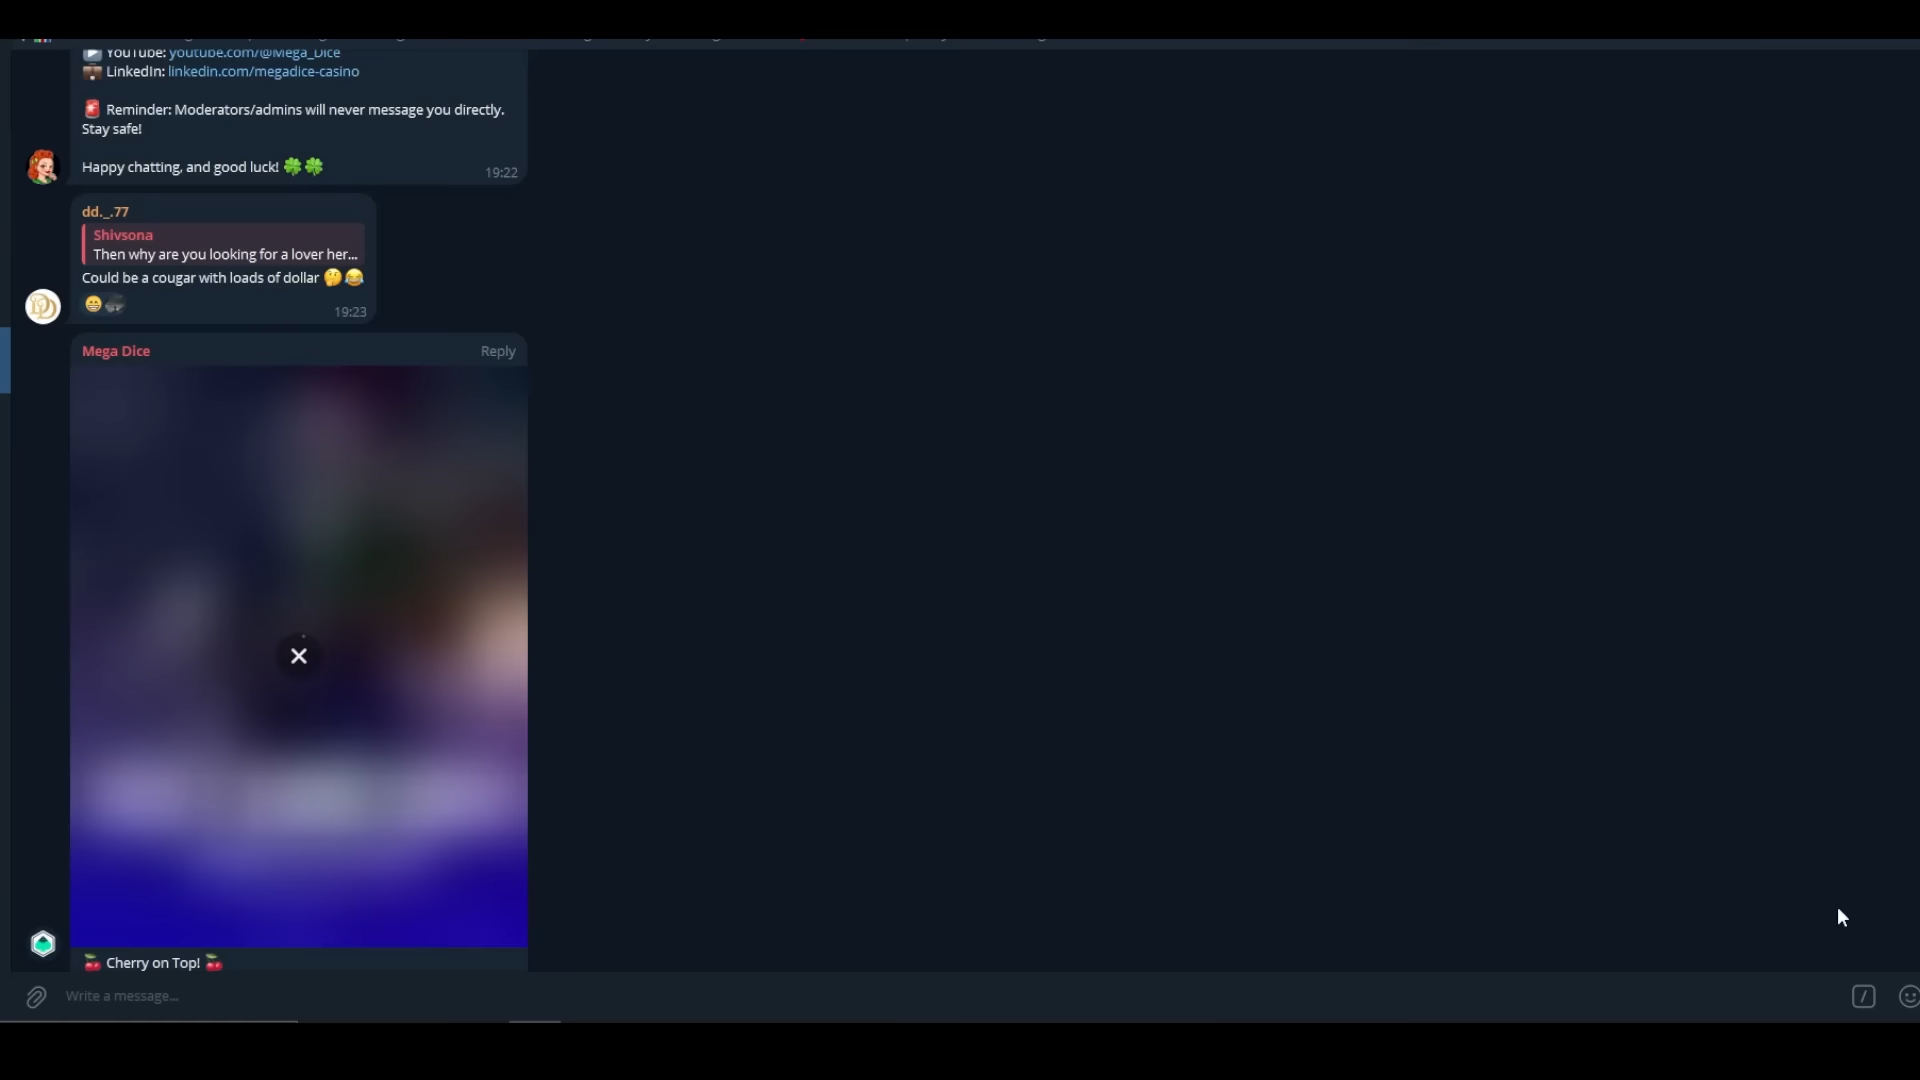 YouTube: youtube.com/@Mega_Dice
LinkedIn: linkedin.com/megadice-casino
Reminder: Moderators/admins will never message you directly.
Stay safe!
Happy chatting, and good luck! 🍀🍀
19:22
dd._.77
Shivsona
Then why are you looking for a lover her...
Could be a cougar with loads of dollar 🤔😂
19:23
Mega Dice
Reply
🍒 Cherry on Top! 🍒
Write a message...